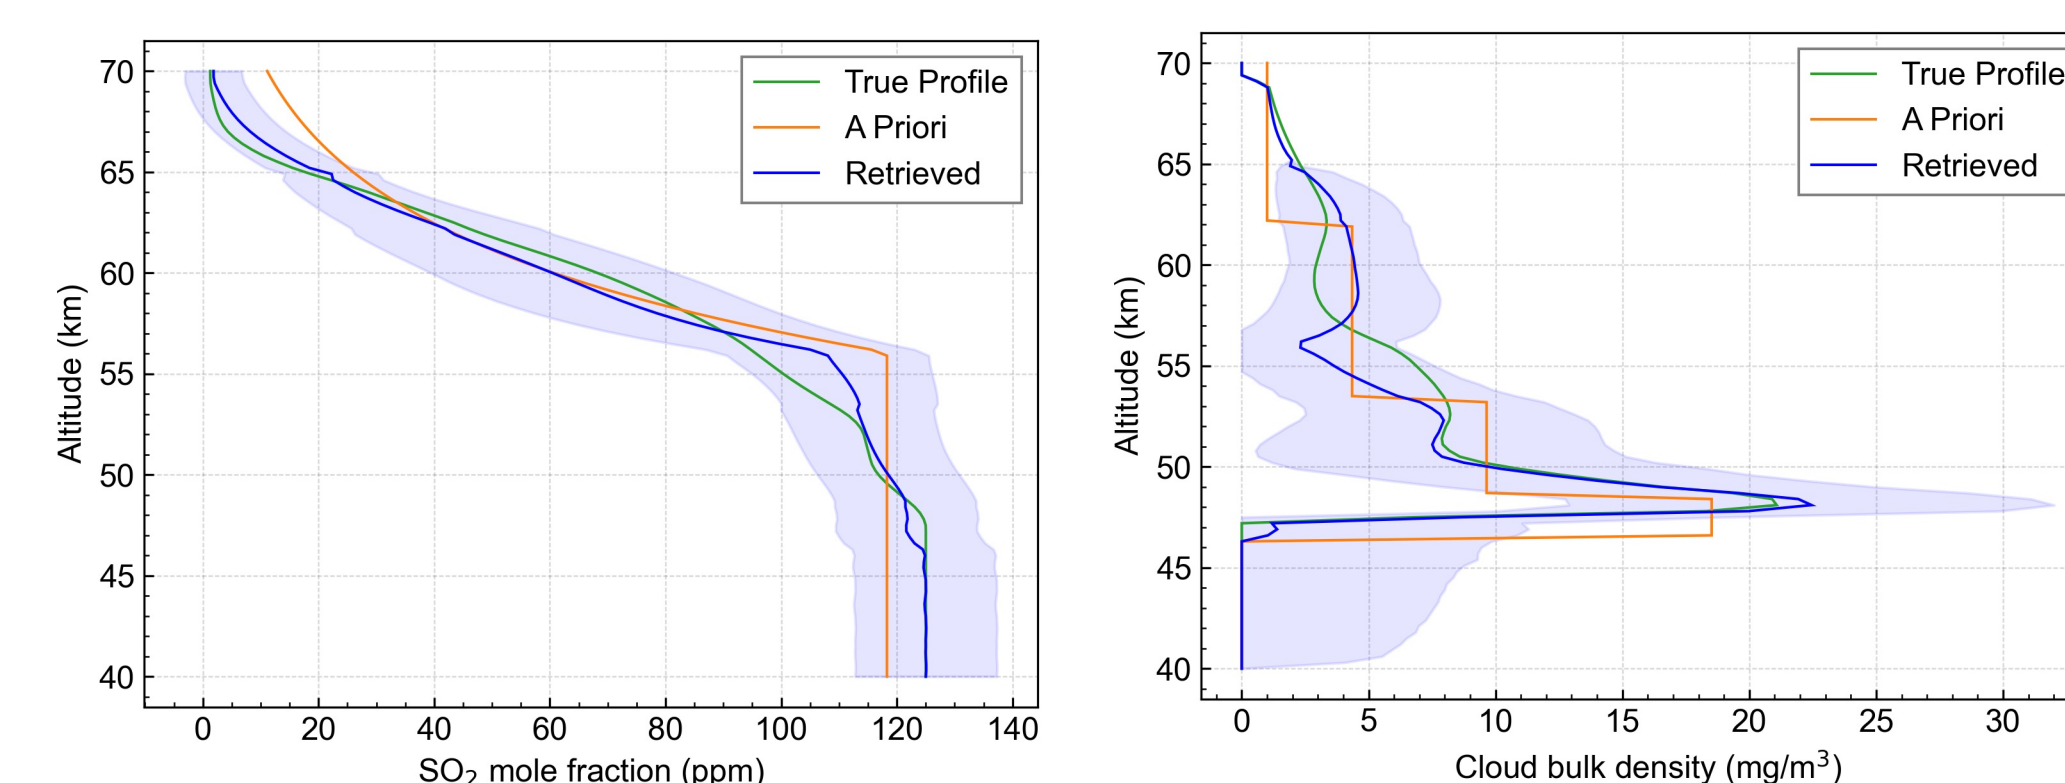 70
65
60
55
50
45
40
Altitude (km)
0 20 40 60 80 100 120 140
SO₂ mole fraction (ppm)
True Profile
A Priori
Retrieved
70
65
60
55
50
45
40
Altitude (km)
0 5 10 15 20 25 30
Cloud bulk density (mg/m³)
True Profile
A Priori
Retrieved